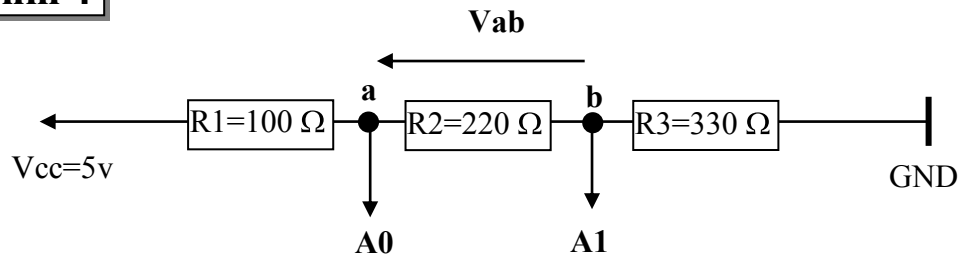 Vab
a
b
R1=100 Ω
R2=220 Ω
R3=330 Ω
Vcc=5v
GND
A0
A1